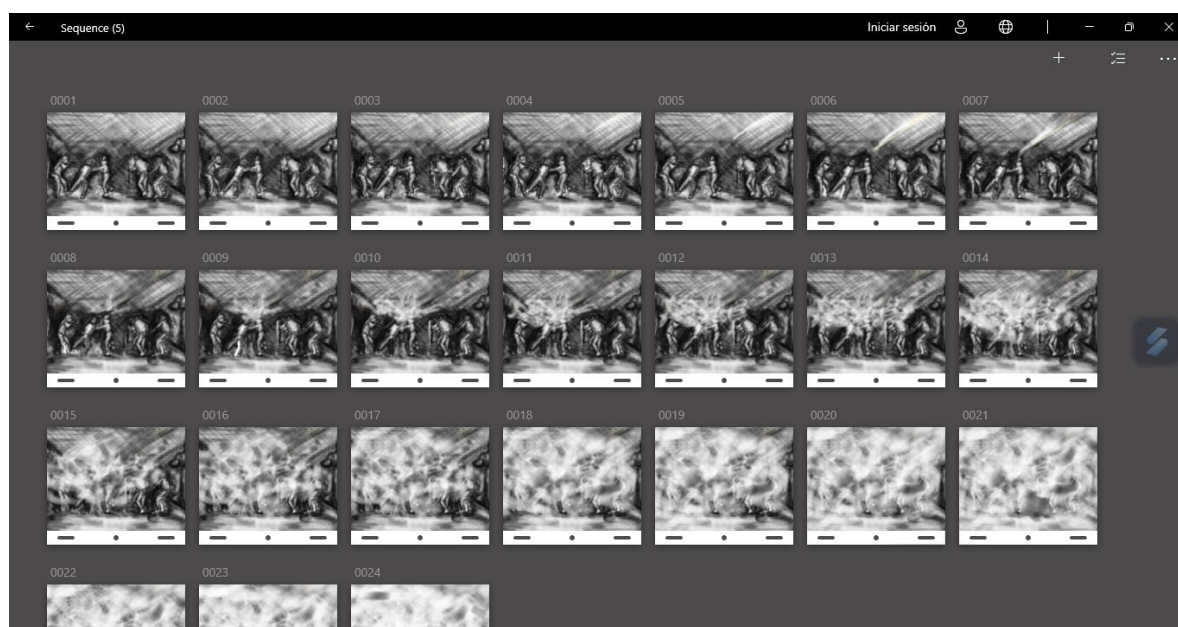 Sequence (5)
Iniciar sesión
0001 0002 0003 0004 0005 0006 0007
0008 0009 0010 0011 0012 0013 0014
0015 0016 0017 0018 0019 0020 0021
0022 0023 0024